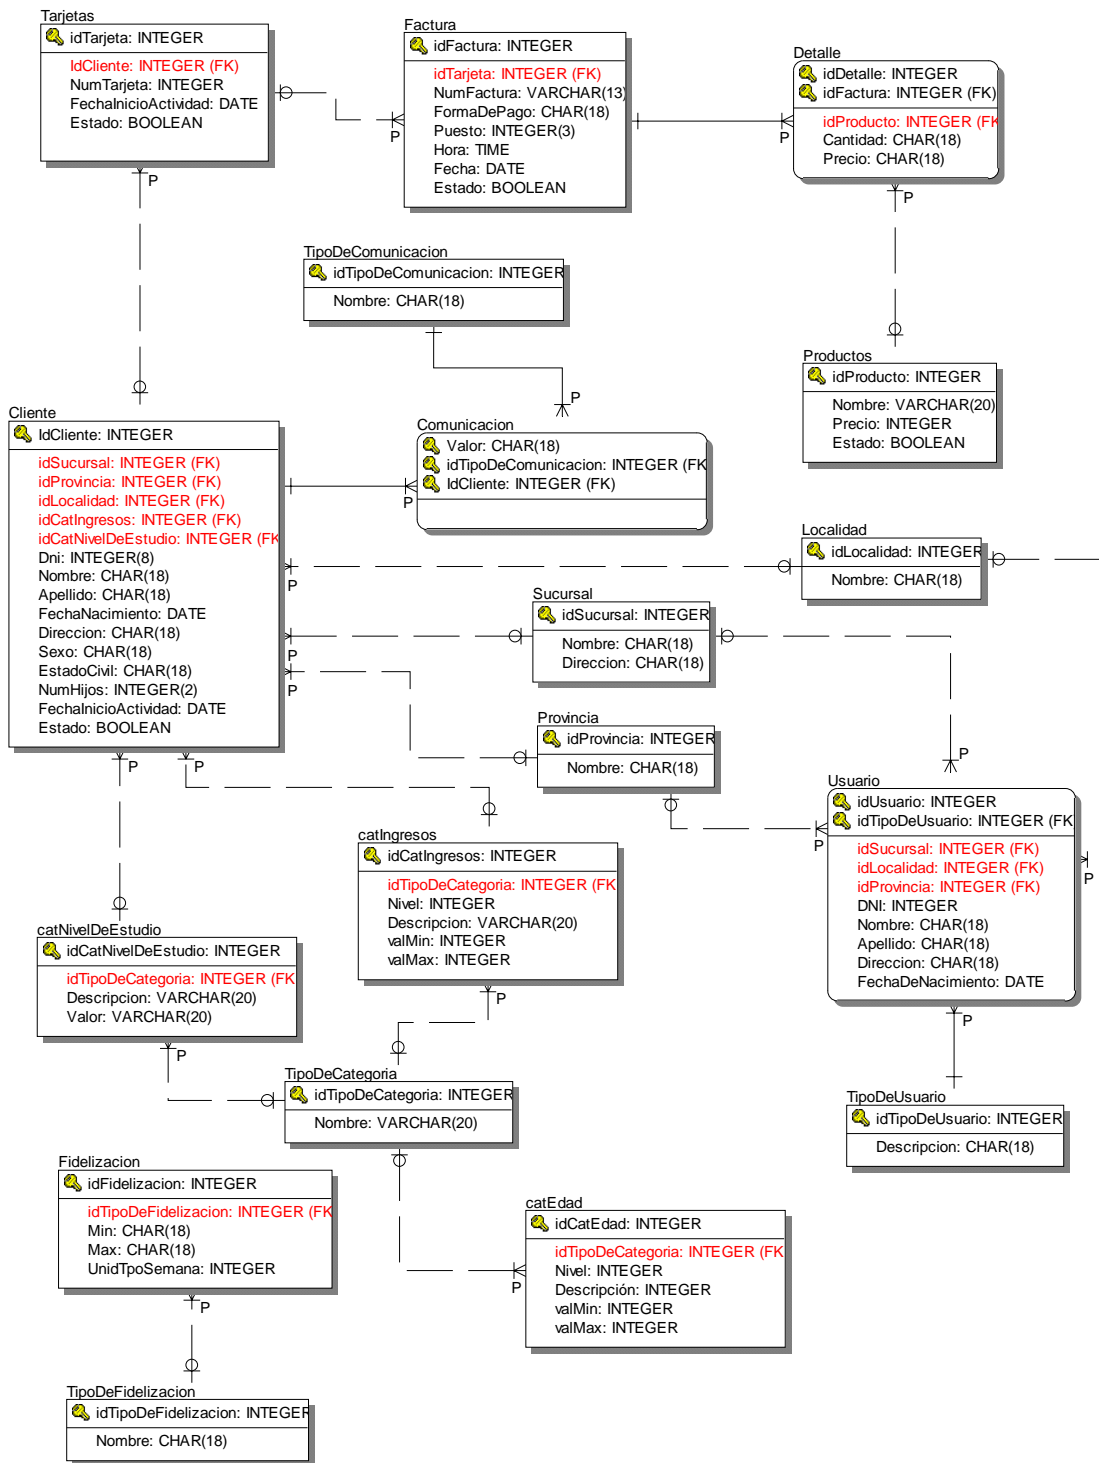 Tarjetas
idTarjeta: INTEGER
IdCliente: INTEGER (FK)
NumTarjeta: INTEGER
FechaInicioActividad: DATE
Estado: BOOLEAN
P
Factura
idFactura: INTEGER
idTarjeta: INTEGER (FK)
NumFactura: VARCHAR(13)
FormaDePago: CHAR(18)
Puesto: INTEGER(3)
Hora: TIME
Fecha: DATE
Estado: BOOLEAN
P
Detalle
idDetalle: INTEGER
idFactura: INTEGER (FK)
idProducto: INTEGER (FK
Cantidad: CHAR(18)
Precio: CHAR(18)
P
P
TipoDeComunicacion
idTipoDeComunicacion: INTEGER
Nombre: CHAR(18)
P
Productos
idProducto: INTEGER
Nombre: VARCHAR(20)
Precio: INTEGER
Estado: BOOLEAN
Cliente
IdCliente: INTEGER
idSucursal: INTEGER (FK)
idProvincia: INTEGER (FK)
idLocalidad: INTEGER (FK)
idCatIngresos: INTEGER (FK)
idCatNivelDeEstudio: INTEGER (FK
Dni: INTEGER(8)
Nombre: CHAR(18)
Apellido: CHAR(18)
FechaNacimiento: DATE
Direccion: CHAR(18)
Sexo: CHAR(18)
EstadoCivil: CHAR(18)
NumHijos: INTEGER(2)
FechaInicioActividad: DATE
Estado: BOOLEAN
P
P
P
P
P
Comunicacion
Valor: CHAR(18)
idTipoDeComunicacion: INTEGER (FK
IdCliente: INTEGER (FK)
P
Localidad
idLocalidad: INTEGER
Nombre: CHAR(18)
Sucursal
idSucursal: INTEGER
Nombre: CHAR(18)
Direccion: CHAR(18)
Provincia
idProvincia: INTEGER
Nombre: CHAR(18)
P
Usuario
idUsuario: INTEGER
idTipoDeUsuario: INTEGER (FK
idSucursal: INTEGER (FK)
idLocalidad: INTEGER (FK)
idProvincia: INTEGER (FK)
DNI: INTEGER
Nombre: CHAR(18)
Apellido: CHAR(18)
Direccion: CHAR(18)
FechaDeNacimiento: DATE
P
P
P
catIngresos
idCatIngresos: INTEGER
idTipoDeCategoria: INTEGER (FK
Nivel: INTEGER
Descripcion: VARCHAR(20)
valMin: INTEGER
valMax: INTEGER
P
catNivelDeEstudio
idCatNivelDeEstudio: INTEGER
idTipoDeCategoria: INTEGER (FK
Descripcion: VARCHAR(20)
Valor: VARCHAR(20)
P
TipoDeCategoria
idTipoDeCategoria: INTEGER
Nombre: VARCHAR(20)
TipoDeUsuario
idTipoDeUsuario: INTEGER
Descripcion: CHAR(18)
Fidelizacion
idFidelizacion: INTEGER
idTipoDeFidelizacion: INTEGER (FK
Min: CHAR(18)
Max: CHAR(18)
UnidTpoSemana: INTEGER
P
catEdad
idCatEdad: INTEGER
idTipoDeCategoria: INTEGER (FK
Nivel: INTEGER
Descripción: INTEGER
valMin: INTEGER
valMax: INTEGER
P
TipoDeFidelizacion
idTipoDeFidelizacion: INTEGER
Nombre: CHAR(18)